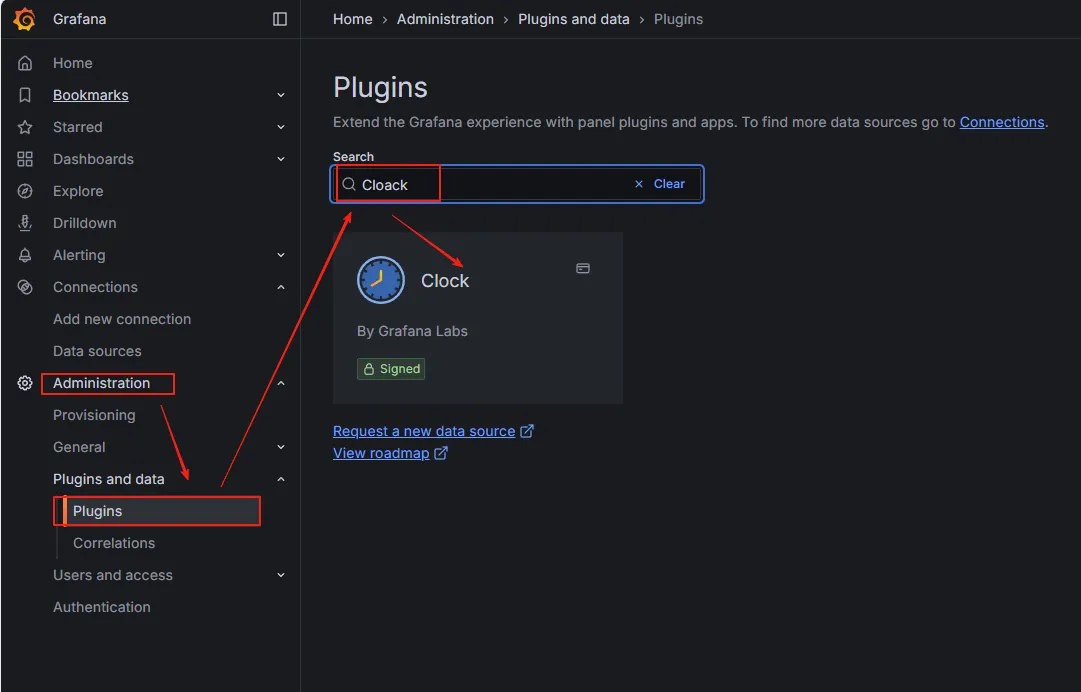 Grafana
Home › Administration › Plugins and data › Plugins
Home
Bookmarks
Starred
Dashboards
Explore
Drilldown
Alerting
Connections
Add new connection
Data sources
Administration
Provisioning
General
Plugins and data
Plugins
Correlations
Users and access
Authentication
Plugins
Extend the Grafana experience with panel plugins and apps. To find more data sources go to Connections.
Search
Cloack × Clear
Clock
By Grafana Labs
Signed
Request a new data source
View roadmap